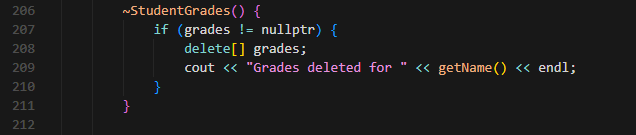 206 ~StudentGrades() {
207 if (grades != nullptr) {
208 delete[] grades;
209 cout << "Grades deleted for " << getName() << endl;
210 }
211 }
212